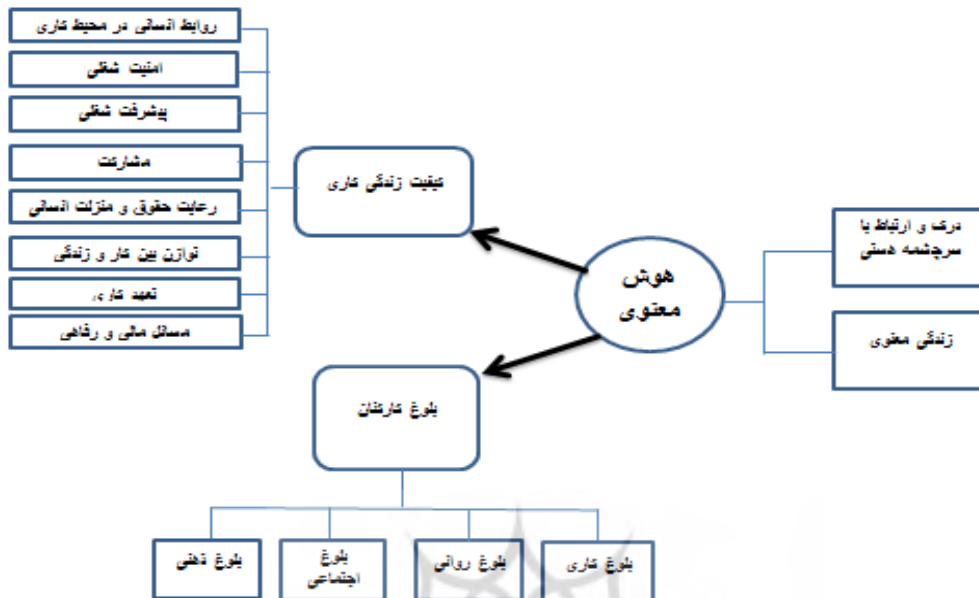 روابط انسانی در محیط کاری
امنیت شغلی
پیشرفت شغلی
مشارکت
رعایت حقوق و منزلت انسانی
توازن بین کار و زندگی
تعهد کاری
مسائل مالی و رفاهی
کیفیت زندگی کاری
هوش
معنوی
درک و ارتباط با
سرچشمه هستی
زندگی معنوی
بلوغ کارکنان
بلوغ کاری
بلوغ روانی
بلوغ
اجتماعی
بلوغ ذهنی